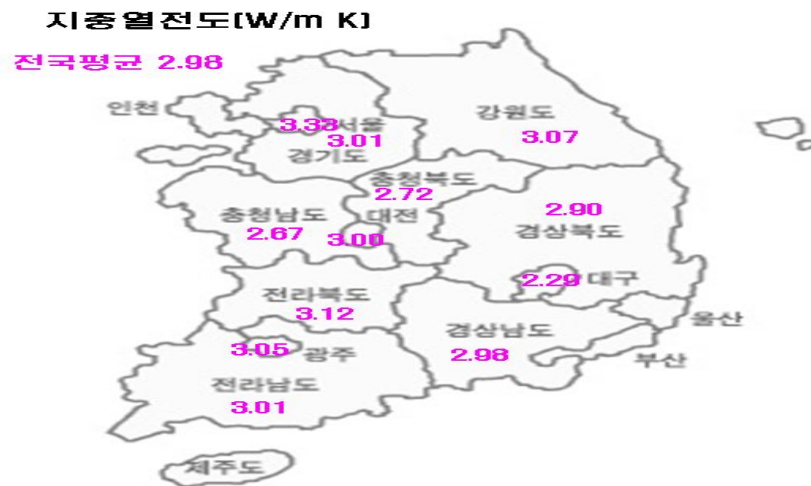 지중열전도[W/m K]
전국평균 2.98
인천
3.33 서울
3.01
경기도
강원도
3.07
충청북도
2.72
충청남도
2.67
대전
3.00
2.90
경상북도
2.29 대구
전라북도
3.12
경상남도
2.98
울산
부산
3.05 광주
전라남도
3.01
제주도